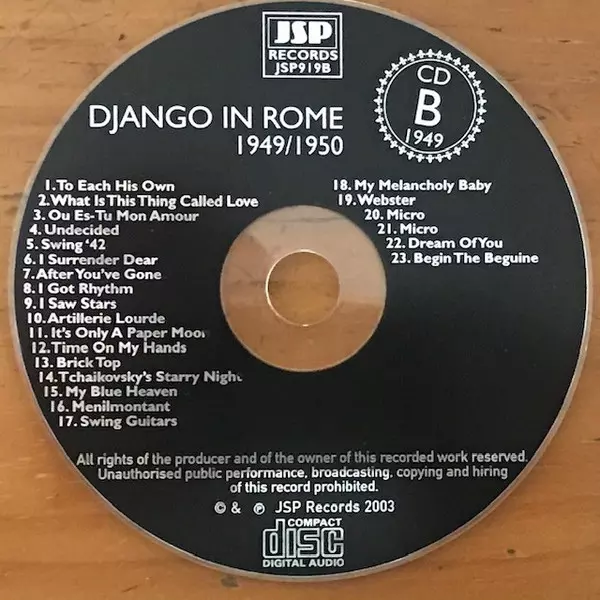 JSP
RECORDS
JSP919B
DJANGO IN ROME
1949/1950
CD
B
1949
1. To Each His Own
2. What Is This Thing Called Love
3. Ou Es-Tu Mon Amour
4. Undecided
5. Swing '42
6. I Surrender Dear
7. After You've Gone
8. I Got Rhythm
9. I Saw Stars
10. Artillerie Lourde
11. It's Only A Paper Moon
12. Time On My Hands
13. Brick Top
14. Tchaikovsky's Starry Night
15. My Blue Heaven
16. Menilmontant
17. Swing Guitars
18. My Melancholy Baby
19. Webster
20. Micro
21. Micro
22. Dream Of You
23. Begin The Beguine
All rights of the producer and of the owner of this recorded work reserved.
Unauthorised public performance, broadcasting, copying and hiring
of this record prohibited.
© & ℗ JSP Records 2003
COMPACT
disc
DIGITAL AUDIO